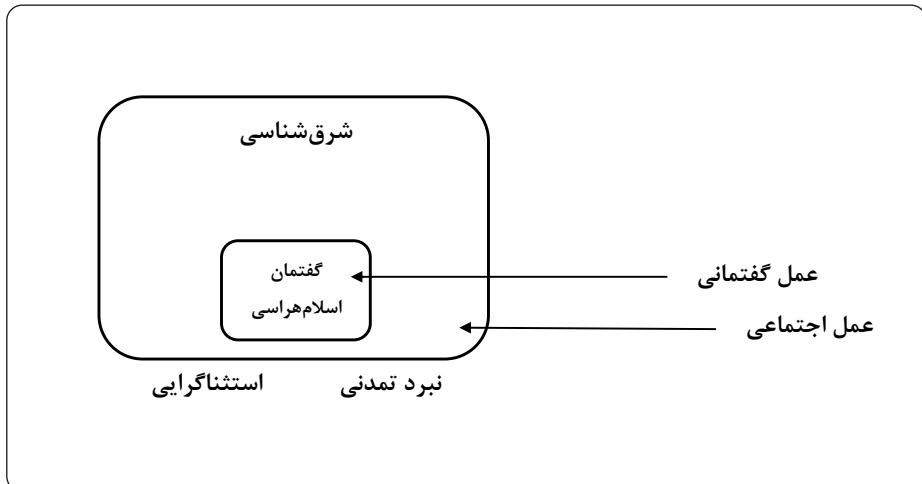 شرق‌شناسی
گفتمان
اسلام‌هراسی
عمل گفتمانی
عمل اجتماعی
نبرد تمدنی
استثناگرایی